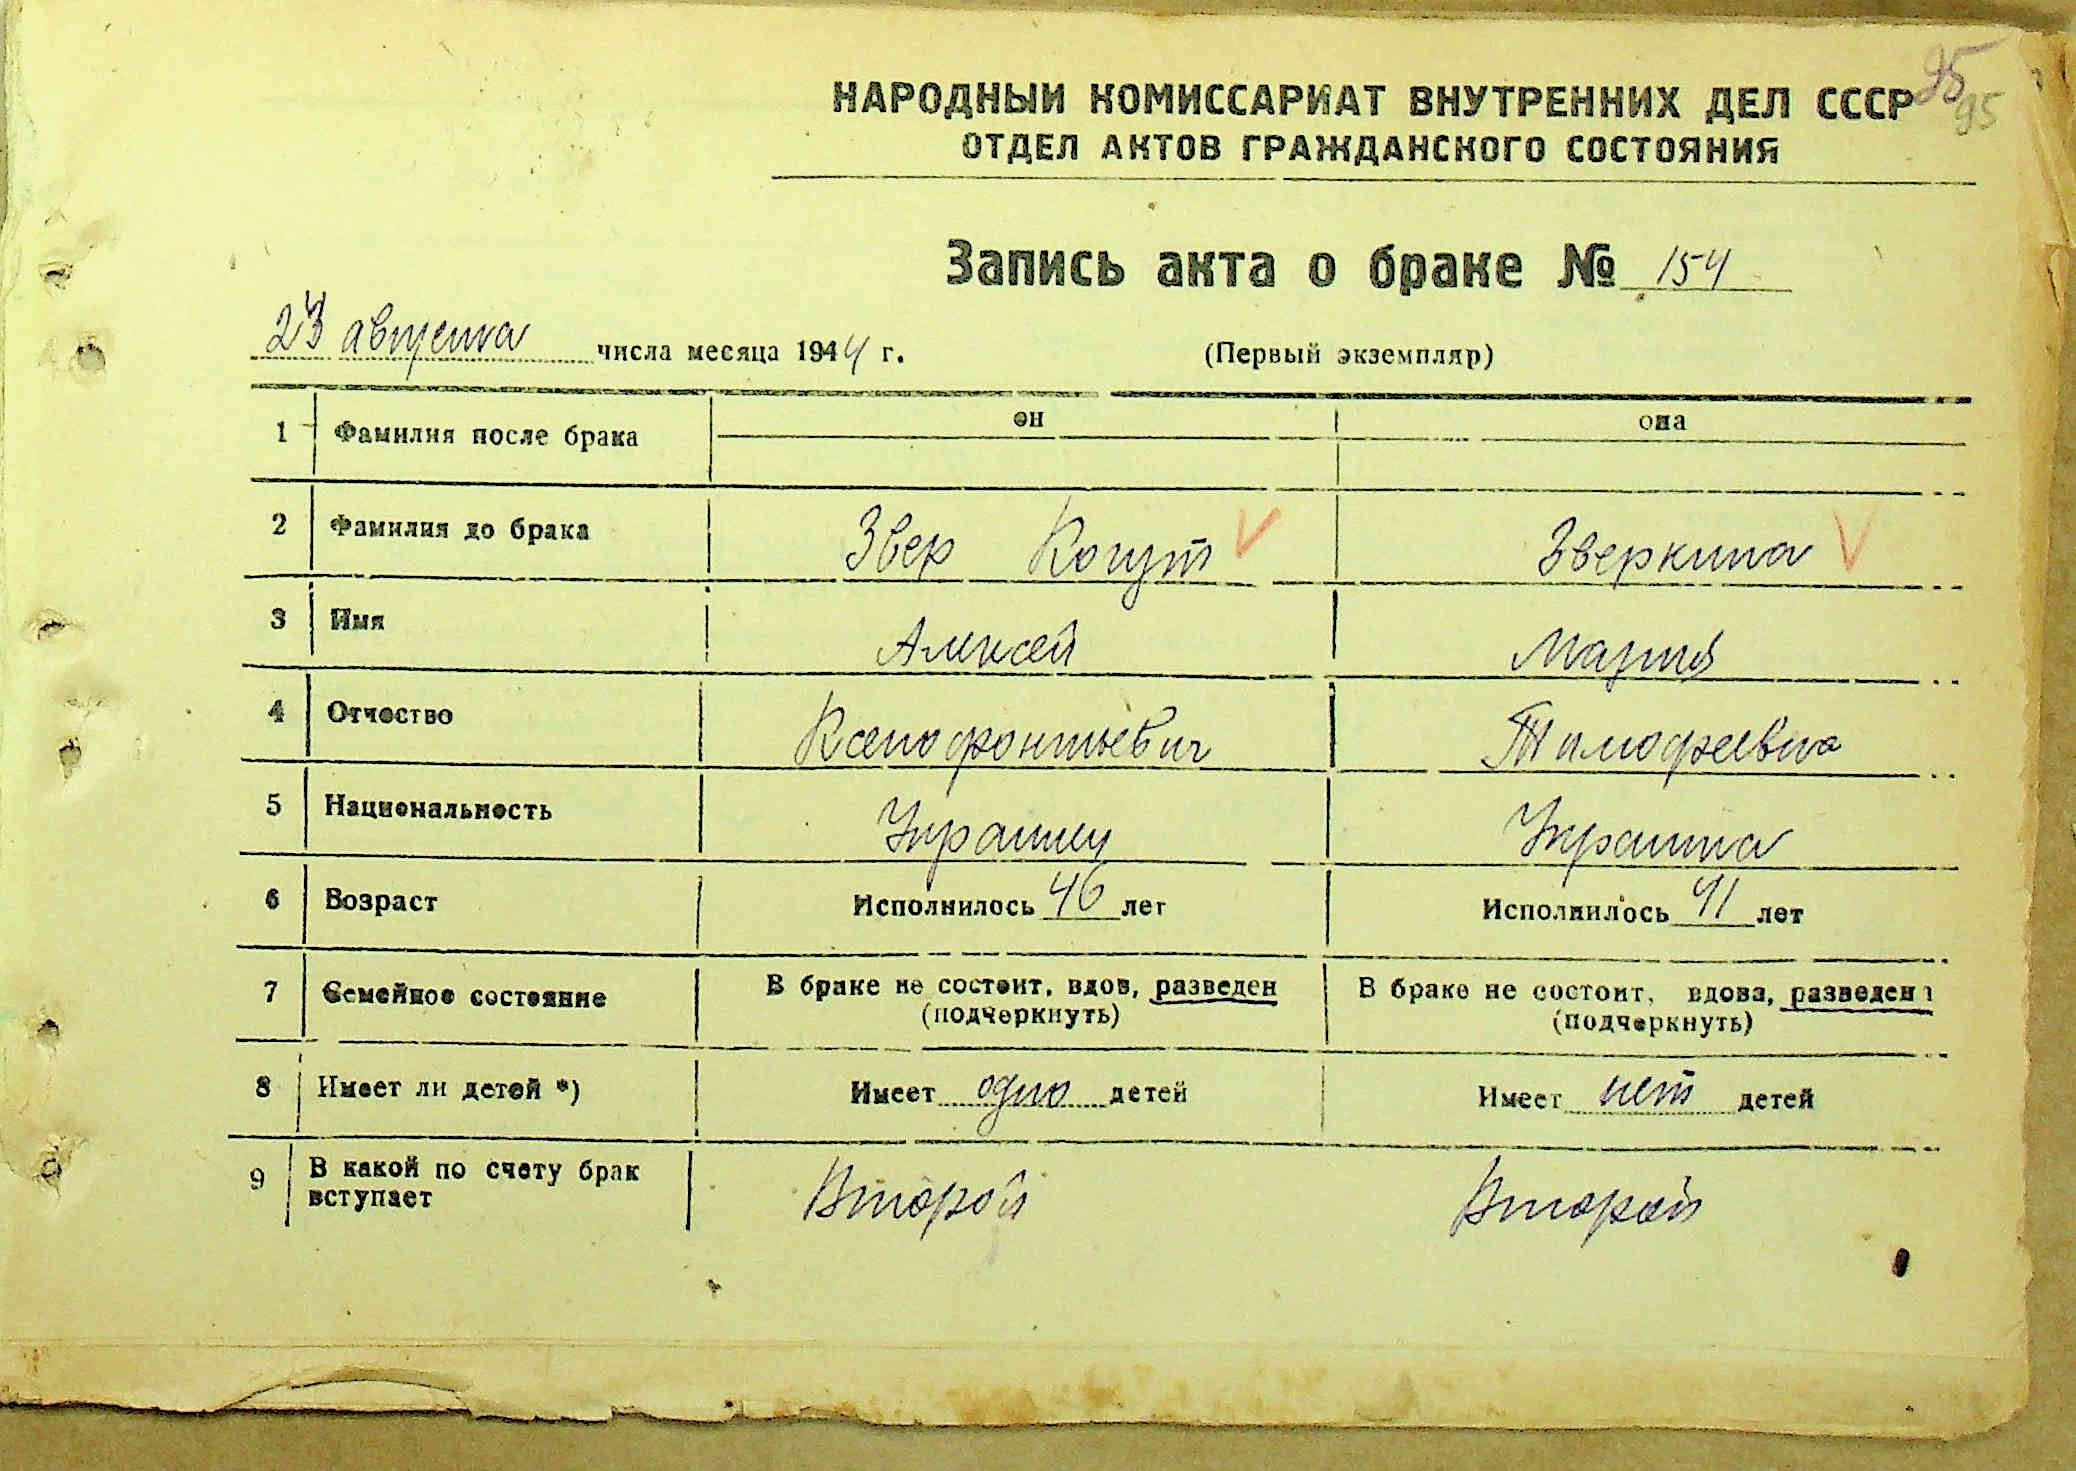 95
95
НАРОДНЫЙ КОМИССАРИАТ ВНУТРЕННИХ ДЕЛ СССР
ОТДЕЛ АКТОВ ГРАЖДАНСКОГО СОСТОЯНИЯ
Запись акта о браке № 154
23 августа числа месяца 1944 г. (Первый экземпляр)
он она
1 Фамилия после брака
2 Фамилия до брака Звер Когут Зверкина
3 Имя Алексей Мария
4 Отчество Ксенофонтьевич Тимофеевна
5 Национальность Украинец Украинка
6 Возраст Исполнилось 46 лет Исполнилось 41 лет
7 Семейное состояние В браке не состоит, вдов, разведен В браке не состоит, вдова, разведена
(подчеркнуть) (подчеркнуть)
8 Имеет ли детей *) Имеет одно детей Имеет нет детей
9 В какой по счету брак
вступает Второй Второй